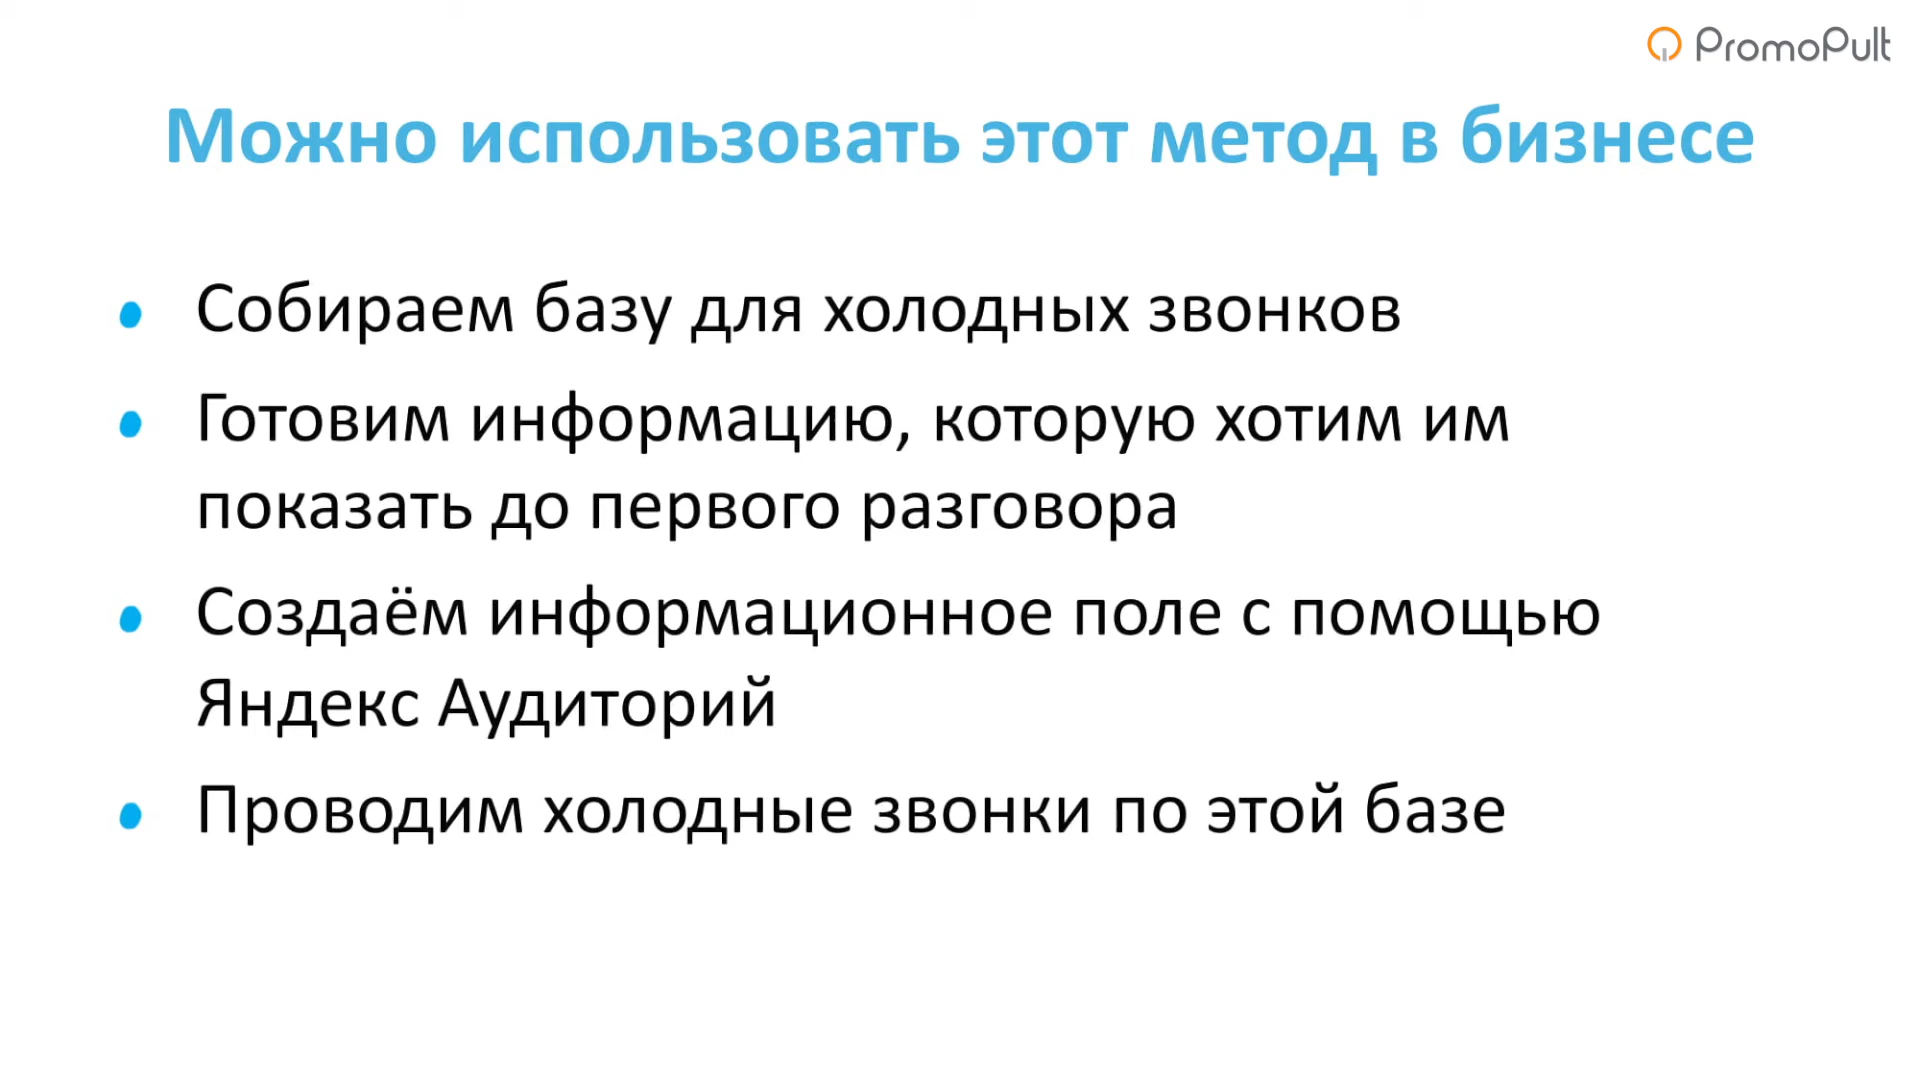 PromoPult
Можно использовать этот метод в бизнесе
Собираем базу для холодных звонков
Готовим информацию, которую хотим им
показать до первого разговора
Создаём информационное поле с помощью
Яндекс Аудиторий
Проводим холодные звонки по этой базе